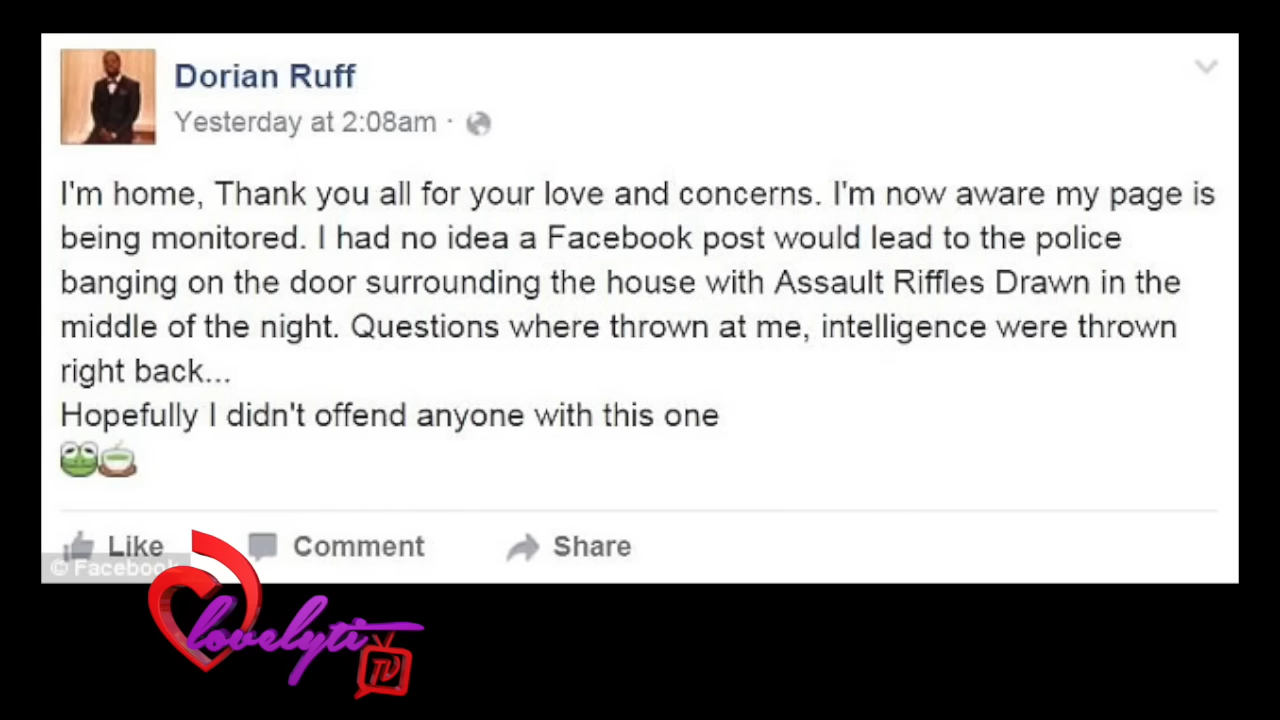 Dorian Ruff
Yesterday at 2:08am ·
I'm home, Thank you all for your love and concerns. I'm now aware my page is
being monitored. I had no idea a Facebook post would lead to the police
banging on the door surrounding the house with Assault Riffles Drawn in the
middle of the night. Questions where thrown at me, intelligence were thrown
right back...
Hopefully I didn't offend anyone with this one
Like Comment Share
© Facebook
lovelyti
TV